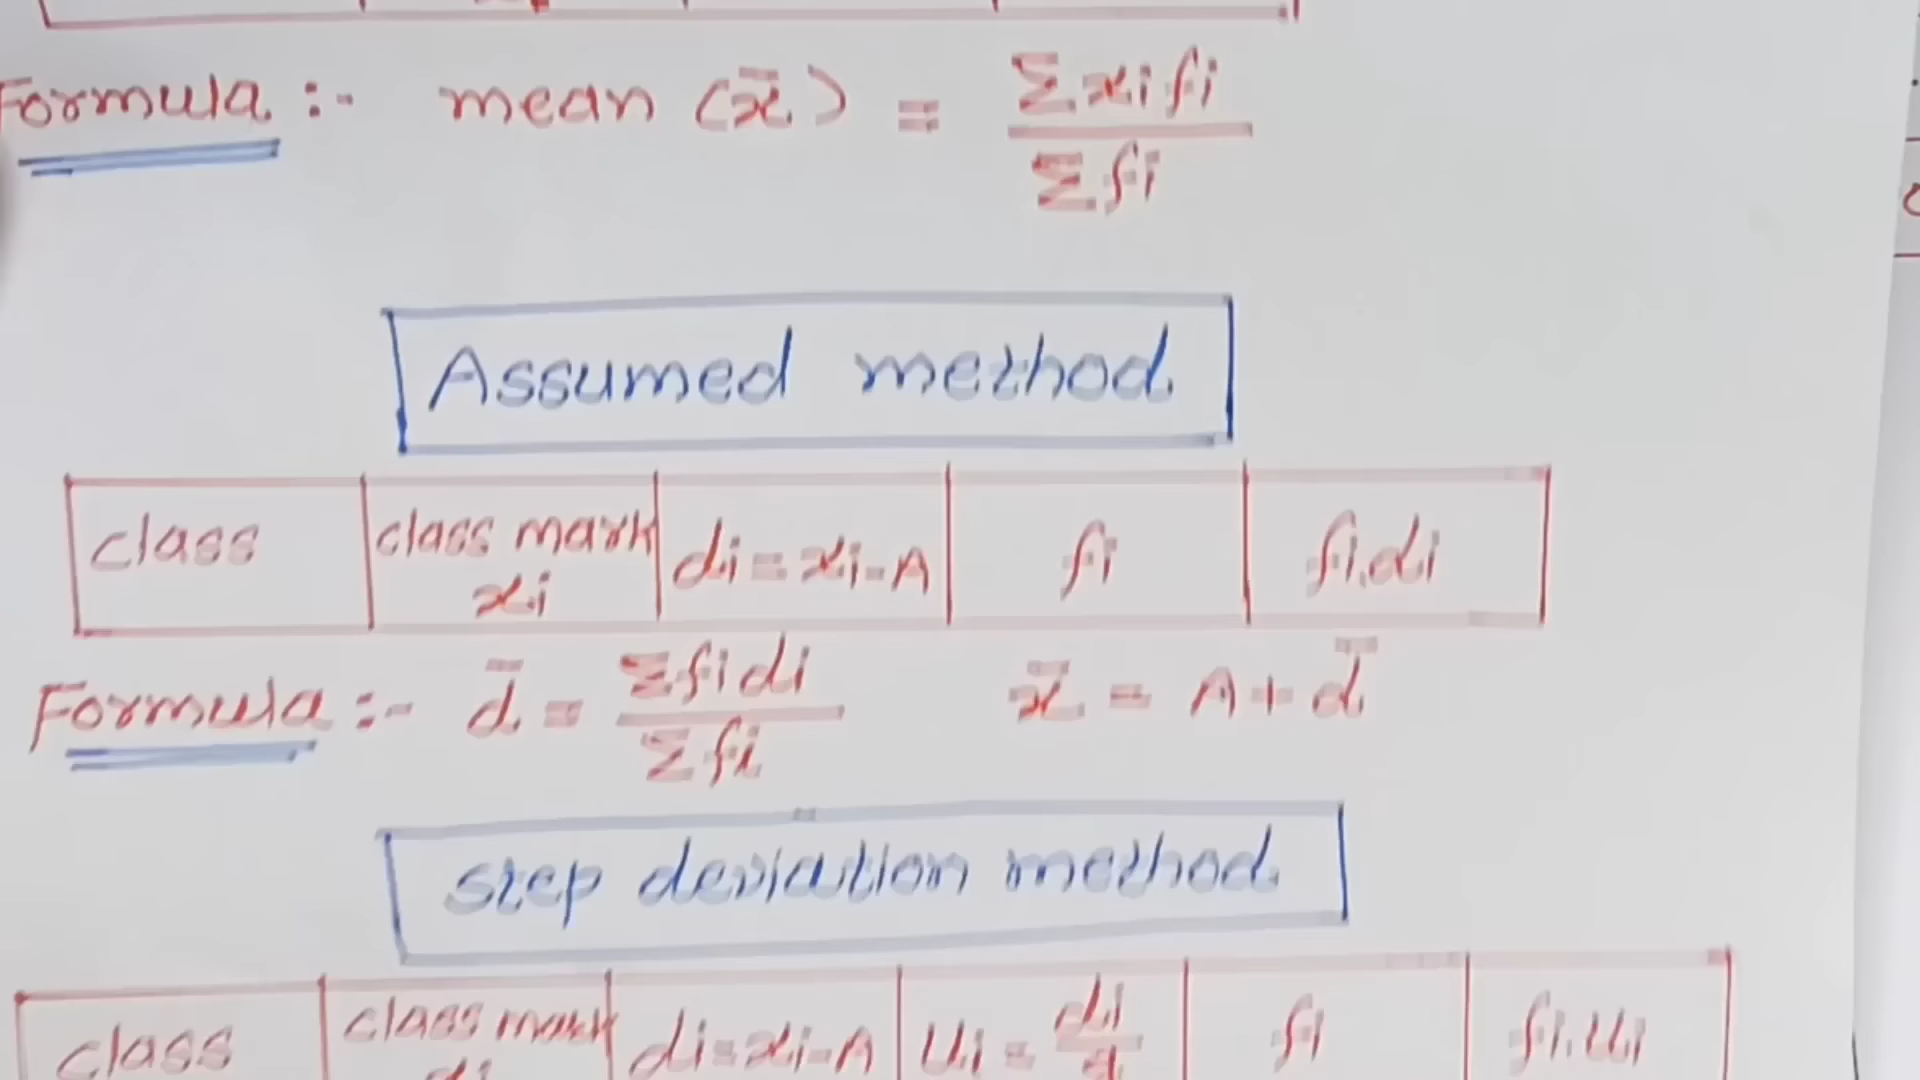 Formula :- mean (x̄) = Σxifi / Σfi
Assumed method
class | class mark xi | di = xi - A | fi | fi.di
Formula :- d̄ = Σfidi / Σfi   x̄ = A + d̄
step deviation method
class | class mark | di = xi - A | ui = di / | fi | fi.ui